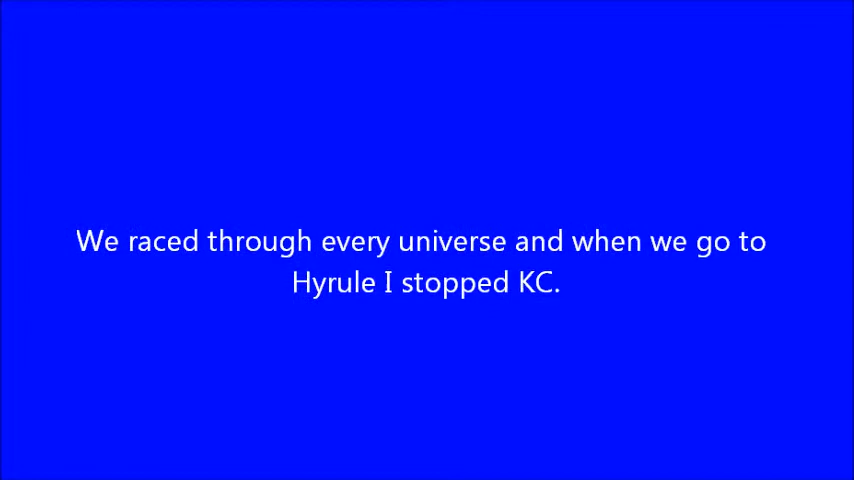 We raced through every universe and when we go to
Hyrule I stopped KC.